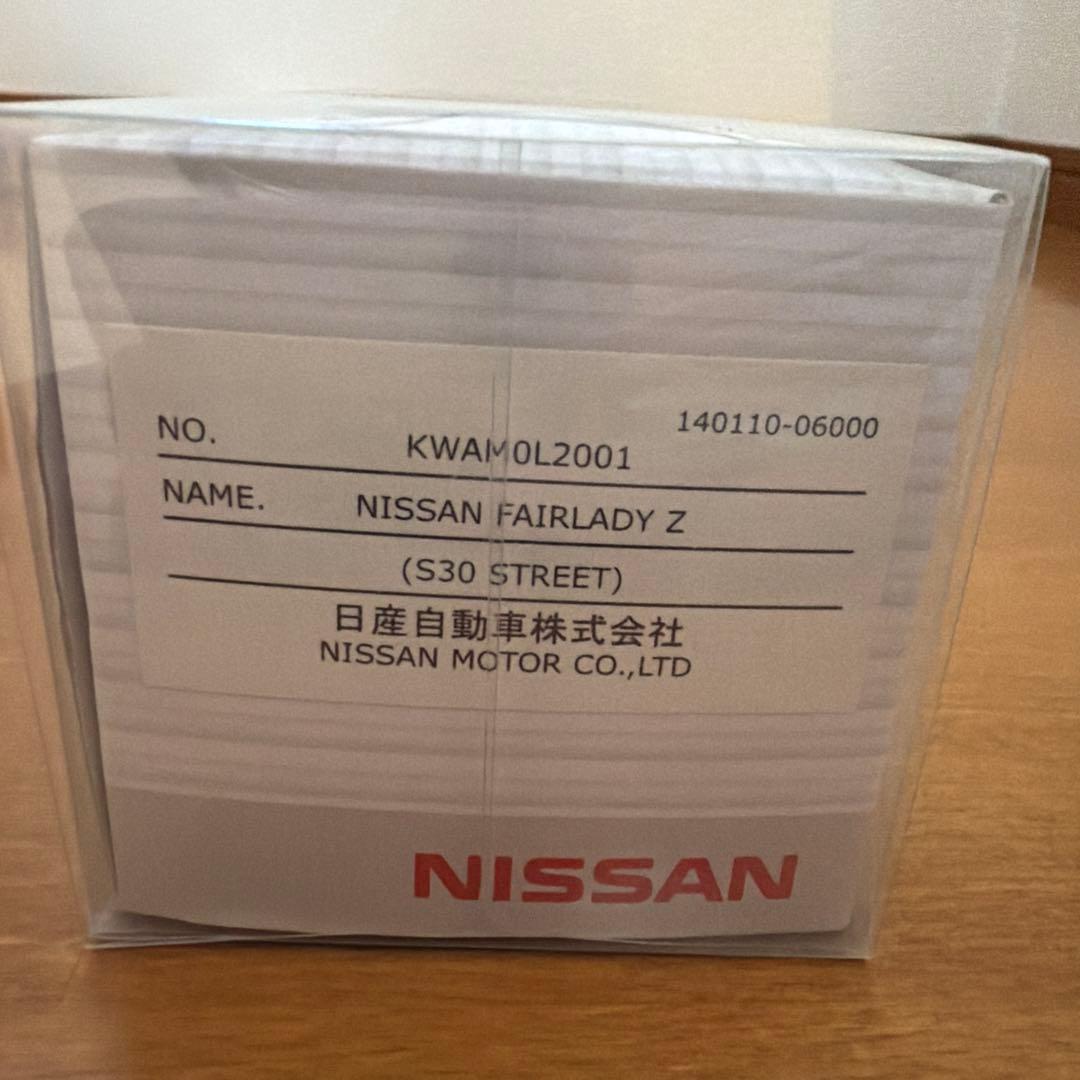 140110-06000
NO. KWAM0L2001
NAME. NISSAN FAIRLADY Z
(S30 STREET)
日産自動車株式会社
NISSAN MOTOR CO.,LTD
NISSAN